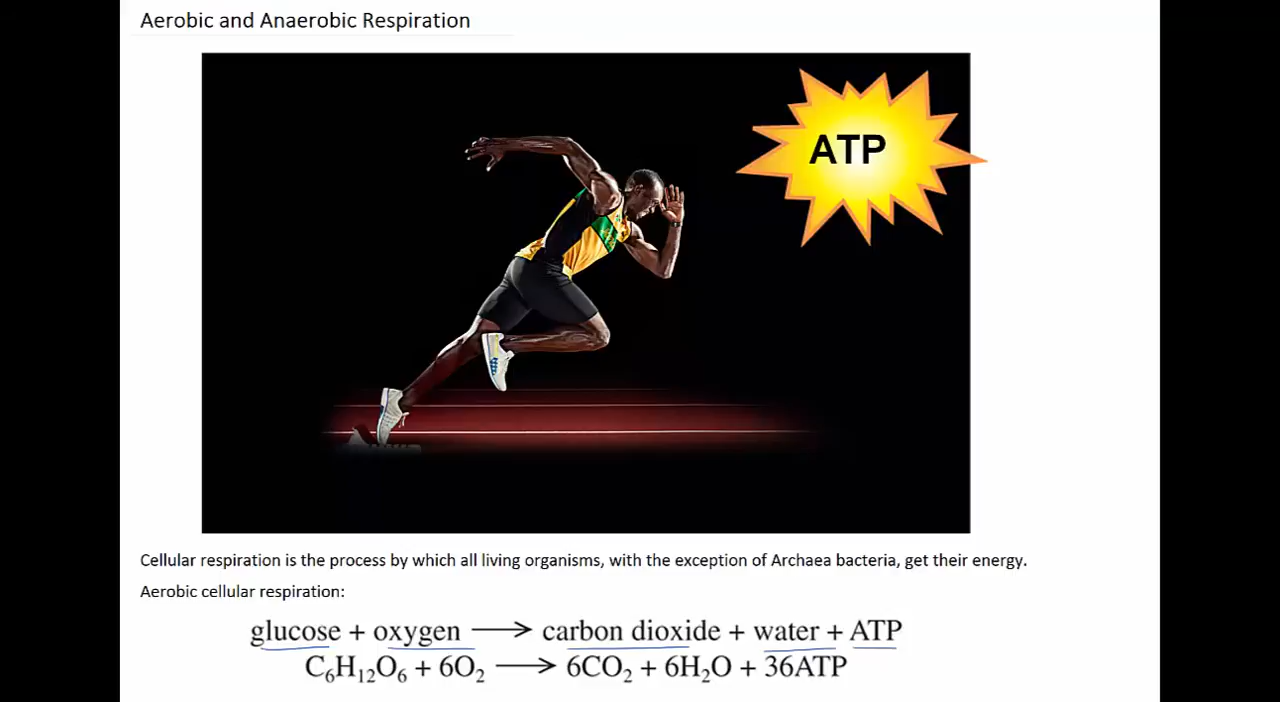 Aerobic and Anaerobic Respiration
ATP
Cellular respiration is the process by which all living organisms, with the exception of Archaea bacteria, get their energy.
Aerobic cellular respiration:
glucose + oxygen ⟶ carbon dioxide + water + ATP
C₆H₁₂O₆ + 6O₂ ⟶ 6CO₂ + 6H₂O + 36ATP